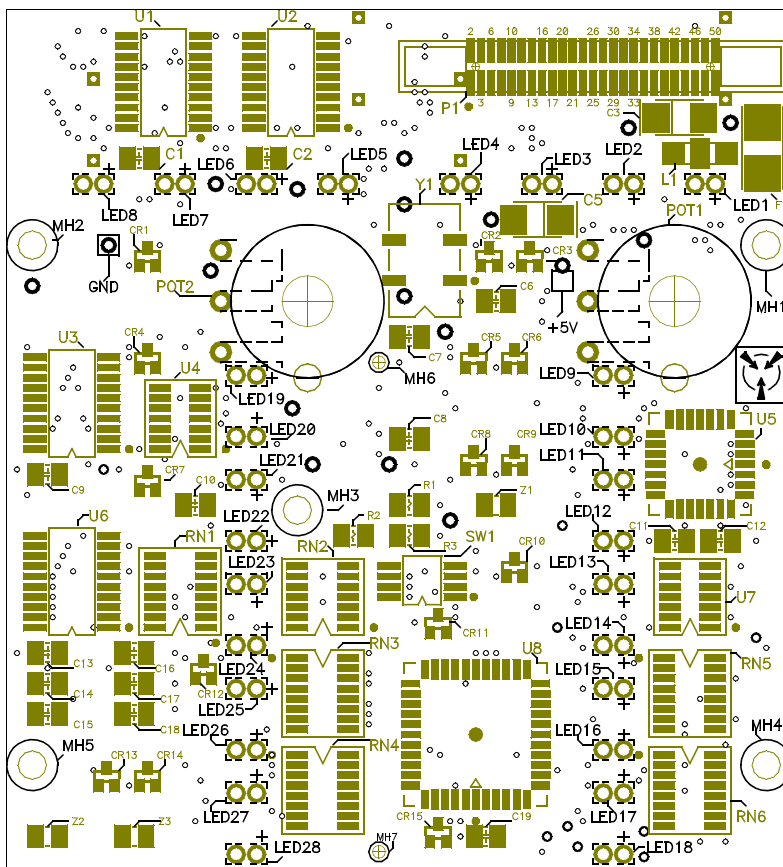 U1 U2
2 6 10 16 20 26 30 34 38 42 46 50
P1 3 9 13 17 21 25 29 33
C3
C1 LED6 C2 LED5 LED4 LED3 LED2 L1
LED8 LED7 Y1 C5 LED1 F
MH2 CR1 CR2 CR3 POT1
GND POT2 C6 +5V MH1
U3 CR4 U4 C7 CR5 CR6
MH6 LED9
LED19
C8 LED10 U5
LED20
LED21 CR8 CR9 LED11
C9 CR7 C10 R1 Z1
MH3
U6 LED22 R2 LED12 C11 C12
RN1 RN2 R3 SW1 CR10
LED23 LED13
U7
CR11 LED14
C13 C16 RN3 U8
LED24 LED15 RN5
C14 C17 CR12
LED25
C15 C18 LED26 LED16 MH4
MH5 RN4
CR13 CR14
LED27 LED17 RN6
Z2 Z3 CR15 C19
MH7
LED28 LED18